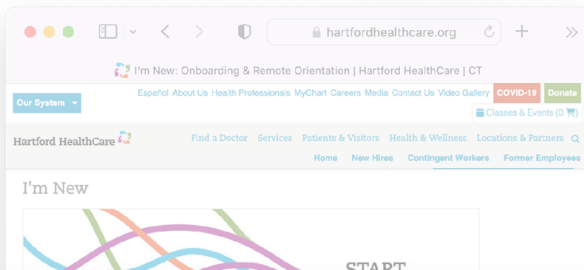 hartfordhealthcare.org
I'm New: Onboarding & Remote Orientation | Hartford HealthCare | CT
Our System
Español About Us Health Professionals MyChart Careers Media Contact Us Video Gallery COVID-19 Donate
Classes & Events (0 )
Hartford HealthCare
Find a Doctor Services Patients & Visitors Health & Wellness Locations & Partners
Home New Hires Contingent Workers Former Employees
I'm New
START